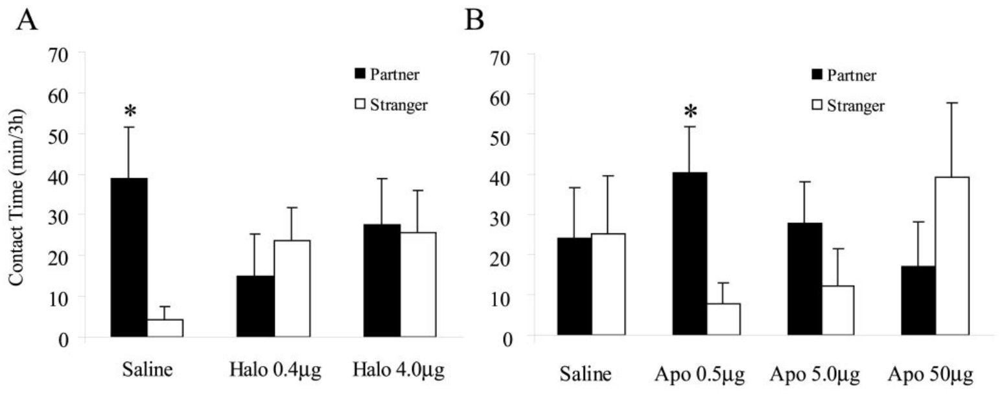 A
Contact Time (min/3h)
70
60
50
40
30
20
10
0
*
Partner
Stranger
Saline
Halo 0.4μg
Halo 4.0μg
B
70
60
50
40
30
20
10
0
*
Partner
Stranger
Saline
Apo 0.5μg
Apo 5.0μg
Apo 50μg